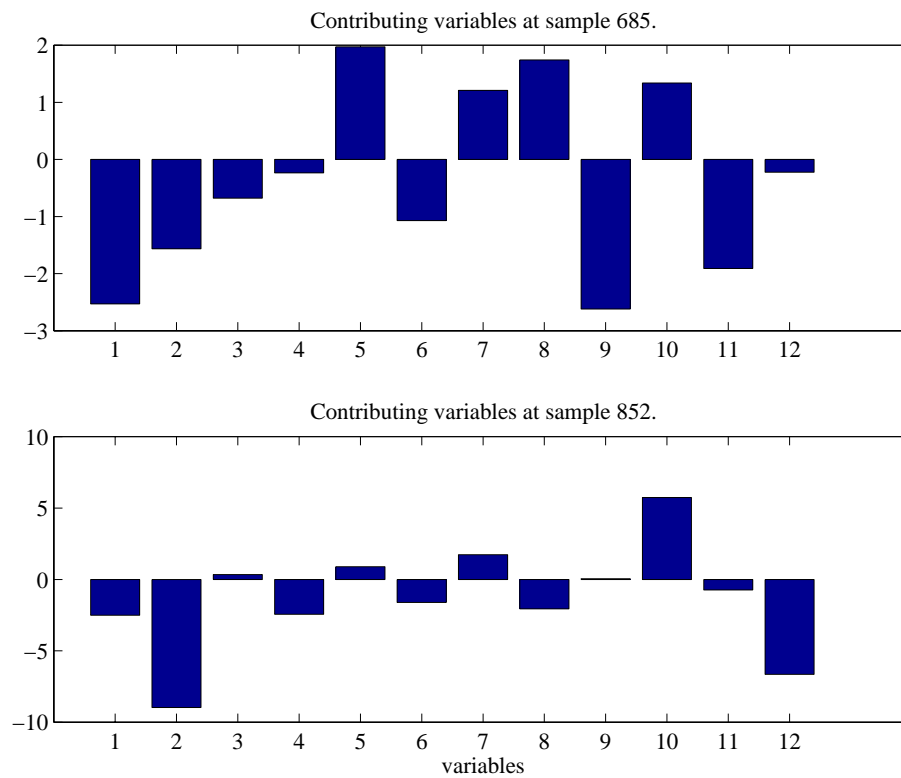 Contributing variables at sample 685.
2
1
0
−1
−2
−3
1 2 3 4 5 6 7 8 9 10 11 12
Contributing variables at sample 852.
10
5
0
−5
−10
1 2 3 4 5 6 7 8 9 10 11 12
variables